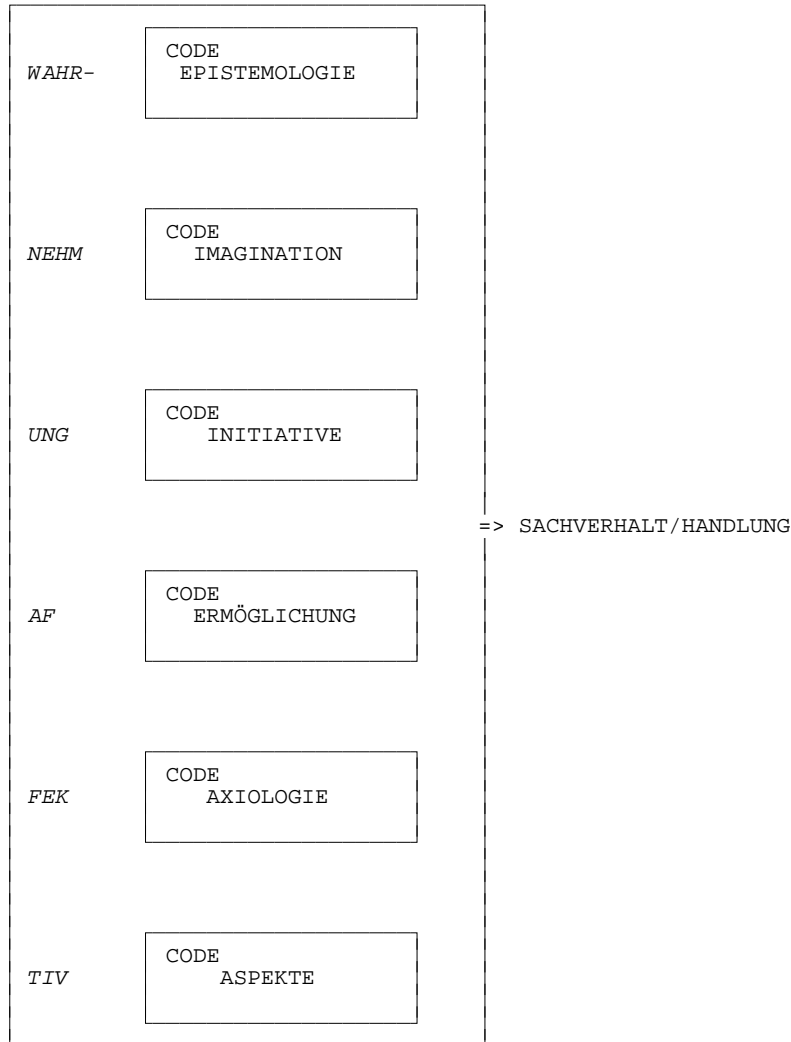 CODE
WAHR- EPISTEMOLOGIE
CODE
NEHM IMAGINATION
CODE
UNG INITIATIVE
=> SACHVERHALT/HANDLUNG
CODE
AF ERMÖGLICHUNG
CODE
FEK AXIOLOGIE
CODE
TIV ASPEKTE